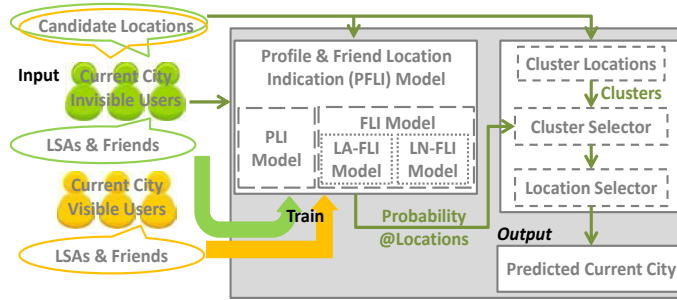 Candidate Locations
Input
Current City
Invisible Users
LSAs & Friends
Current City
Visible Users
LSAs & Friends
Profile & Friend Location
Indication (PFLI) Model
PLI
Model
FLI Model
LA-FLI
Model
LN-FLI
Model
Train
Probability
@Locations
Cluster Locations
Clusters
Cluster Selector
Location Selector
Output
Predicted Current City